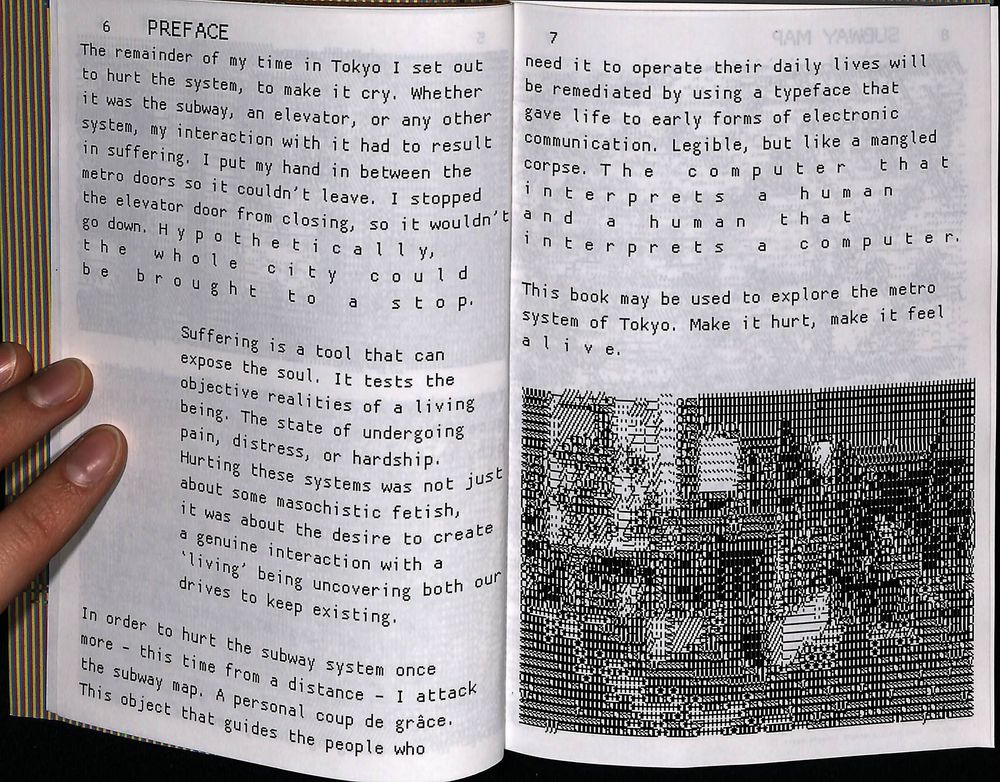 6 PREFACE
The remainder of my time in Tokyo I set out
to hurt the system, to make it cry. Whether
it was the subway, an elevator, or any other
system, my interaction with it had to result
in suffering. I put my hand in between the
metro doors so it couldn't leave. I stopped
the elevator door from closing, so it wouldn't
go down. H y p o t h e t i c a l l y,
t h e w h o l e c i t y c o u l d
b e b r o u g h t t o a s t o p.
Suffering is a tool that can
expose the soul. It tests the
objective realities of a living
being. The state of undergoing
pain, distress, or hardship.
Hurting these systems was not just
about some masochistic fetish,
it was about the desire to create
a genuine interaction with a
'living' being uncovering both our
drives to keep existing.
In order to hurt the subway system once
more – this time from a distance – I attack
the subway map. A personal coup de grâce.
This object that guides the people who
7
need it to operate their daily lives will
be remediated by using a typeface that
gave life to early forms of electronic
communication. Legible, but like a mangled
corpse. T h e c o m p u t e r t h a t
i n t e r p r e t s a h u m a n
a n d a h u m a n t h a t
i n t e r p r e t s a c o m p u t e r.
This book may be used to explore the metro
system of Tokyo. Make it hurt, make it feel
a l i v e.
5
8 SUBWAY MAP